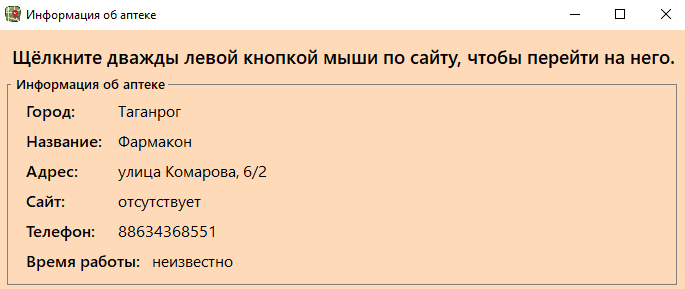 Информация об аптеке
Щёлкните дважды левой кнопкой мыши по сайту, чтобы перейти на него.
Информация об аптеке
Город: Таганрог
Название: Фармакон
Адрес: улица Комарова, 6/2
Сайт: отсутствует
Телефон: 88634368551
Время работы: неизвестно